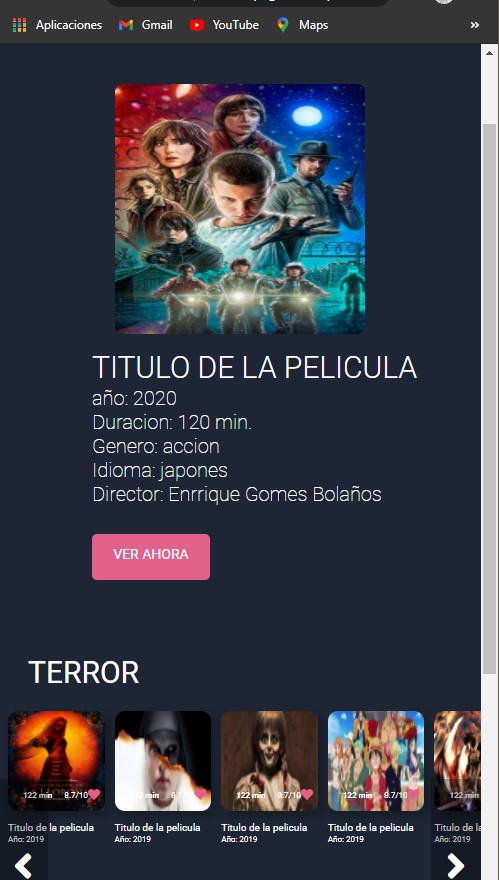 Aplicaciones Gmail YouTube Maps »
TITULO DE LA PELICULA
año: 2020
Duracion: 120 min.
Genero: accion
Idioma: japones
Director: Enrrique Gomes Bolaños
VER AHORA
TERROR
122 min 8.7/10 122 min 8.7/10 122 min 8.7/10 122 min 8.7/10 122 min
Titulo de la pelicula Titulo de la pelicula Titulo de la pelicula Titulo de la pelicula Titulo de la
Año: 2019 Año: 2019 Año: 2019 Año: 2019 Año: 2019